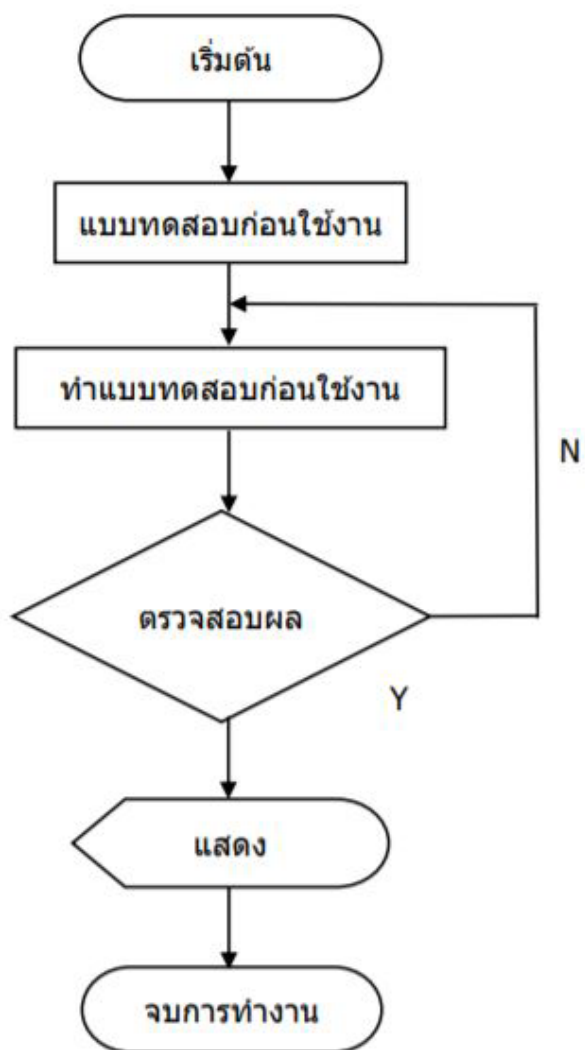 เริ่มต้น
แบบทดสอบก่อนใช้งาน
ทำแบบทดสอบก่อนใช้งาน
N
ตรวจสอบผล
Y
แสดง
จบการทำงาน